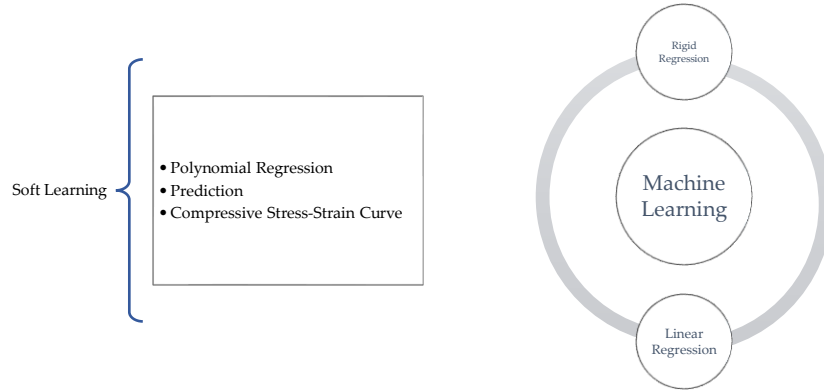 Soft Learning
• Polynomial Regression
• Prediction
• Compressive Stress-Strain Curve
Rigid
Regression
Machine
Learning
Linear
Regression